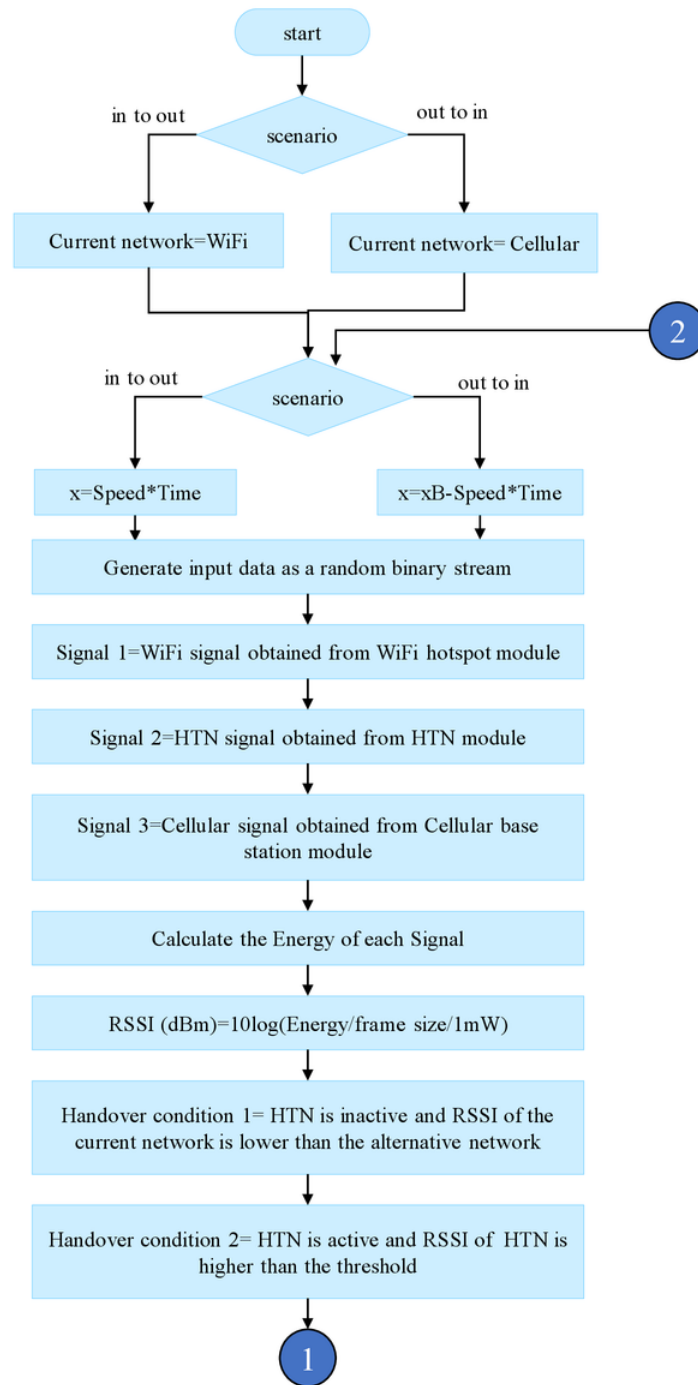 start
in to out
out to in
scenario
Current network=WiFi
Current network= Cellular
2
in to out
out to in
scenario
x=Speed*Time
x=xB-Speed*Time
Generate input data as a random binary stream
Signal 1=WiFi signal obtained from WiFi hotspot module
Signal 2=HTN signal obtained from HTN module
Signal 3=Cellular signal obtained from Cellular base
station module
Calculate the Energy of each Signal
RSSI (dBm)=10log(Energy/frame size/1mW)
Handover condition 1= HTN is inactive and RSSI of the
current network is lower than the alternative network
Handover condition 2= HTN is active and RSSI of HTN is
higher than the threshold
1